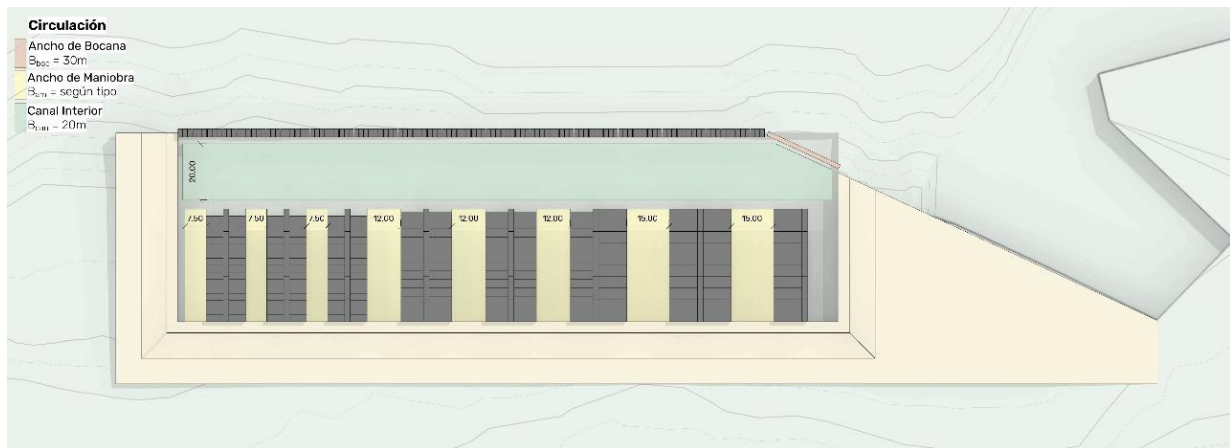 Circulación
Ancho de Bocana
Bboc = 30m
Ancho de Maniobra
Bam = según tipo
Canal Interior
Bcan = 20m
20.00
7.50 7.50 7.50 12.00 12.00 12.00 15.00 15.00